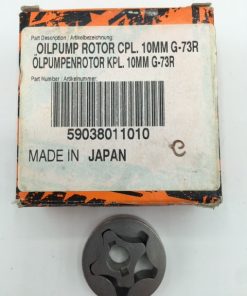 Part Description / Artikelbezeichnung:
OILPUMP ROTOR CPL. 10MM G-73R
ÖLPUMPENROTOR KPL. 10MM G-73R
Part Number / Artikelnummer:
59038011010
MADE IN JAPAN
e